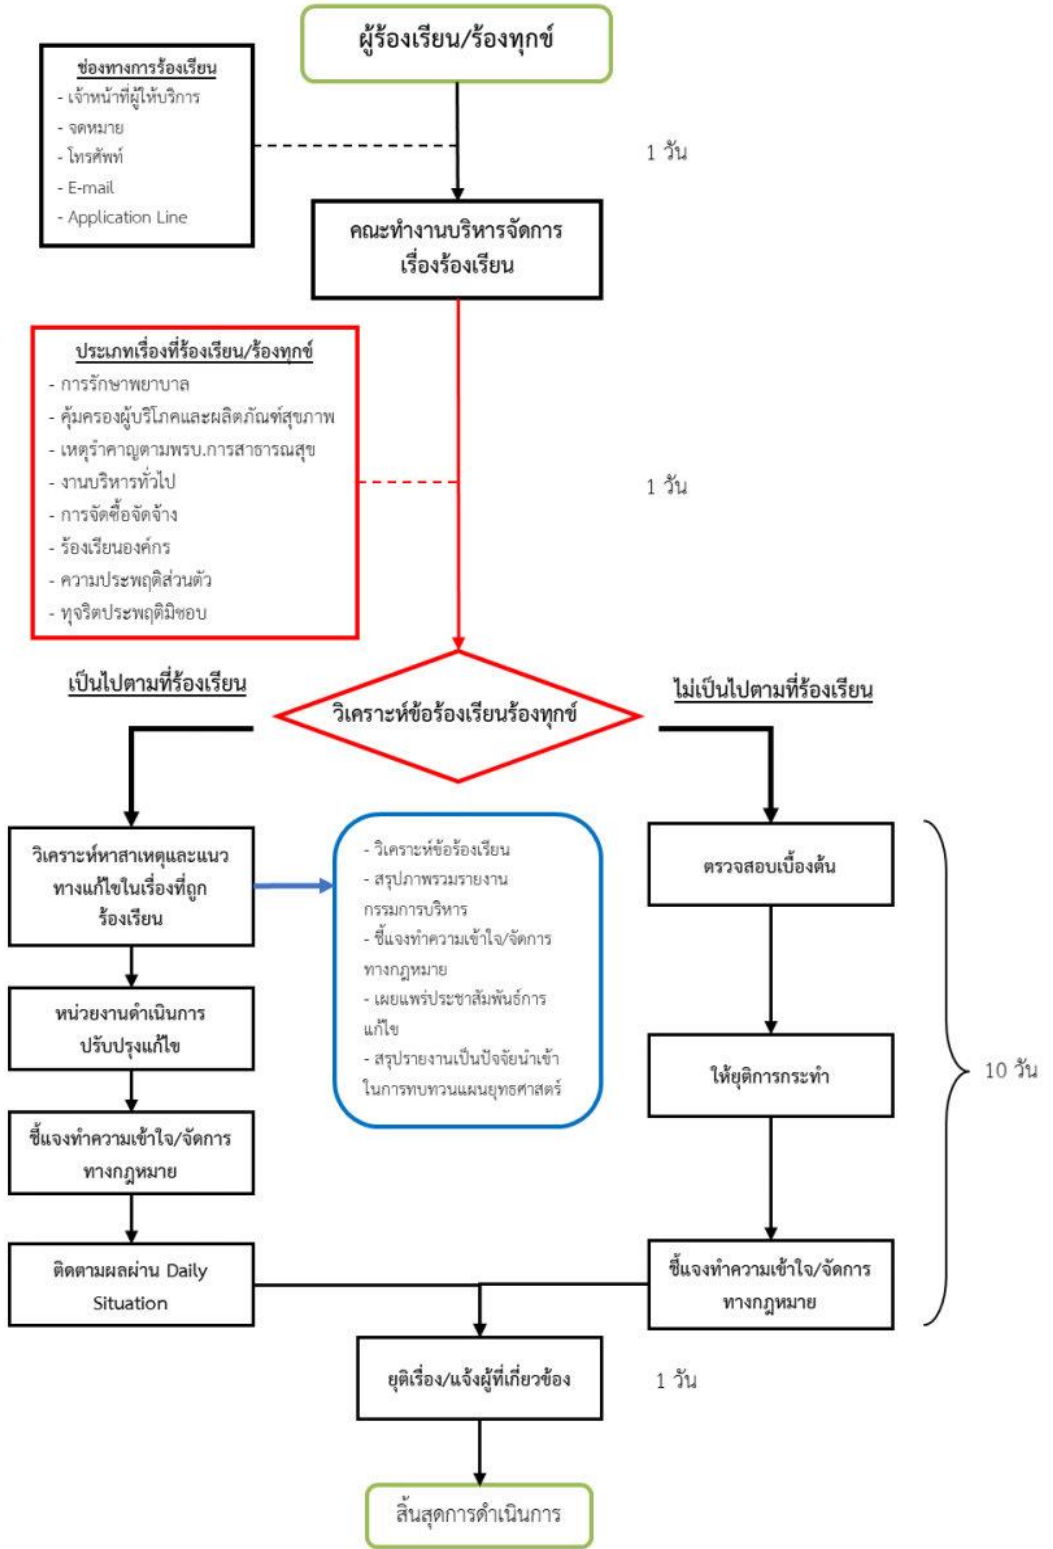 ผู้ร้องเรียน/ร้องทุกข์
ช่องทางการร้องเรียน
- เจ้าหน้าที่ผู้ให้บริการ
- จดหมาย
- โทรศัพท์
- E-mail
- Application Line
1 วัน
คณะทำงานบริหารจัดการ
เรื่องร้องเรียน
ประเภทเรื่องที่ร้องเรียน/ร้องทุกข์
- การรักษาพยาบาล
- คุ้มครองผู้บริโภคและผลิตภัณฑ์สุขภาพ
- เหตุรำคาญตามพรบ.การสาธารณสุข
- งานบริหารทั่วไป
- การจัดซื้อจัดจ้าง
- ร้องเรียนองค์กร
- ความประพฤติส่วนตัว
- ทุจริตประพฤติมิชอบ
1 วัน
เป็นไปตามที่ร้องเรียน
วิเคราะห์ข้อร้องเรียนร้องทุกข์
ไม่เป็นไปตามที่ร้องเรียน
วิเคราะห์หาสาเหตุและแนว
ทางแก้ไขในเรื่องที่ถูก
ร้องเรียน
- วิเคราะห์ข้อร้องเรียน
- สรุปภาพรวมรายงาน
กรรมการบริหาร
- ชี้แจงทำความเข้าใจ/จัดการ
ทางกฎหมาย
- เผยแพร่ประชาสัมพันธ์การ
แก้ไข
- สรุปรายงานเป็นปัจจัยนำเข้า
ในการทบทวนแผนยุทธศาสตร์
ตรวจสอบเบื้องต้น
หน่วยงานดำเนินการ
ปรับปรุงแก้ไข
ให้ยุติการกระทำ
10 วัน
ชี้แจงทำความเข้าใจ/จัดการ
ทางกฎหมาย
ติดตามผลผ่าน Daily
Situation
ชี้แจงทำความเข้าใจ/จัดการ
ทางกฎหมาย
ยุติเรื่อง/แจ้งผู้ที่เกี่ยวข้อง
1 วัน
สิ้นสุดการดำเนินการ